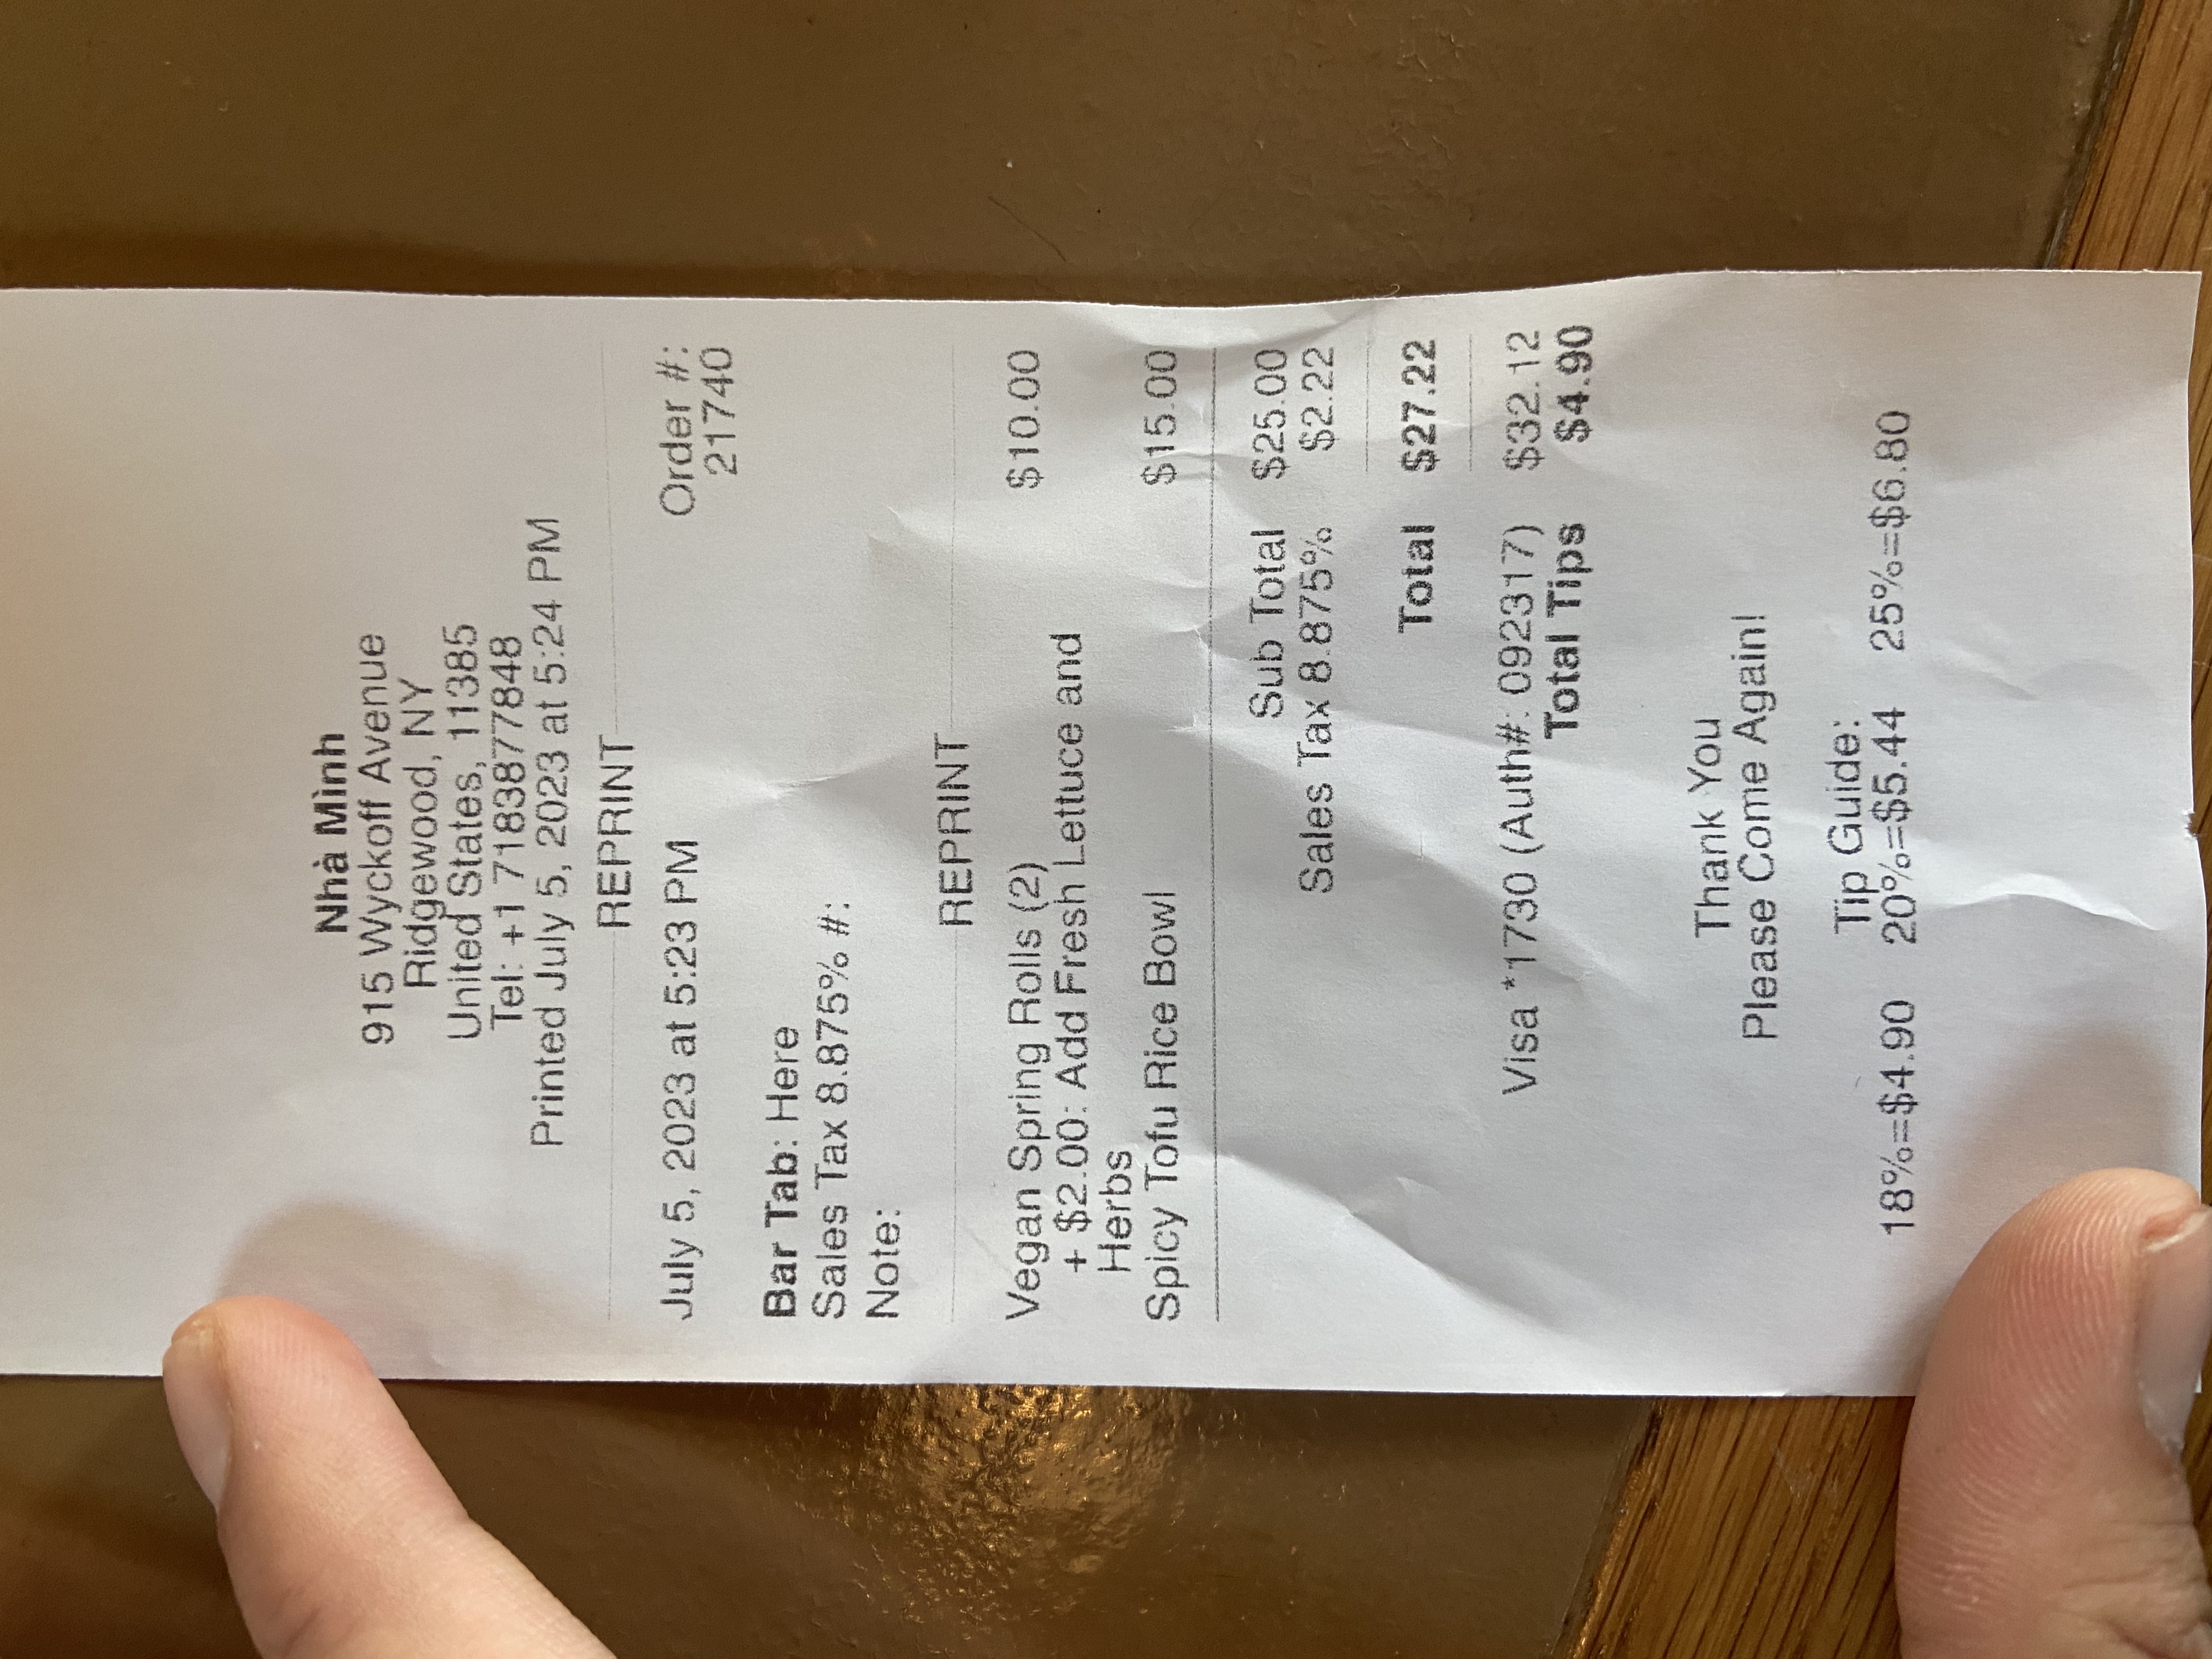 Nhà Mình
915 Wyckoff Avenue
Ridgewood, NY
United States, 11385
Tel: +1 7183877848
Printed July 5, 2023 at 5:24 PM
REPRINT
July 5, 2023 at 5:23 PM Order #:
21740
Bar Tab: Here
Sales Tax 8.875% #:
Note:
REPRINT
Vegan Spring Rolls (2) $10.00
+ $2.00: Add Fresh Lettuce and
Herbs
Spicy Tofu Rice Bowl $15.00
Sub Total $25.00
Sales Tax 8.875% $2.22
Total $27.22
Visa *1730 (Auth#: 092317) $32.12
Total Tips $4.90
Thank You
Please Come Again!
Tip Guide:
18%=$4.90 20%=$5.44 25%=$6.80